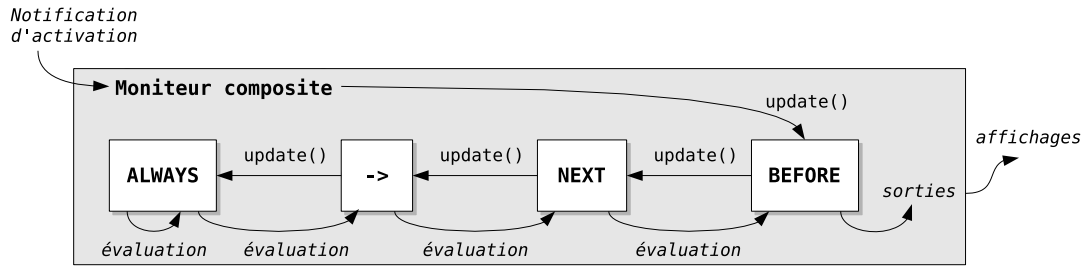 Notification
d'activation
Moniteur composite
update()
affichages
update()
update()
update()
ALWAYS
->
NEXT
BEFORE
sorties
évaluation
évaluation
évaluation
évaluation